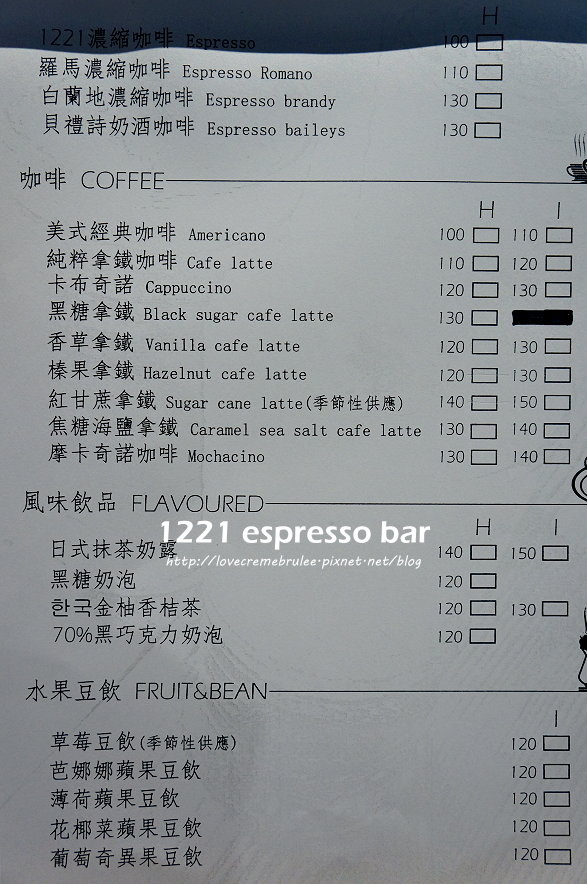 H
1221濃縮咖啡 Espresso 100
羅馬濃縮咖啡 Espresso Romano 110
白蘭地濃縮咖啡 Espresso brandy 130
貝禮詩奶酒咖啡 Espresso baileys 130
咖啡 COFFEE
H I
美式經典咖啡 Americano 100 110
純粹拿鐵咖啡 Cafe latte 110 120
卡布奇諾 Cappuccino 120 130
黑糖拿鐵 Black sugar cafe latte 130
香草拿鐵 Vanilla cafe latte 120 130
榛果拿鐵 Hazelnut cafe latte 120 130
紅甘蔗拿鐵 Sugar cane latte(季節性供應) 140 150
焦糖海鹽拿鐵 Caramel sea salt cafe latte 130 140
摩卡奇諾咖啡 Mochacino 130 140
風味飲品 FLAVOURED
1221 espresso bar
H I
日式抹茶奶露 140 150
http://lovecremebrulee.pixnet.net/blog
黑糖奶泡 120
한국金柚香桔茶 120 130
70%黑巧克力奶泡 120
水果豆飲 FRUIT&BEAN
I
草莓豆飲(季節性供應) 120
芭娜娜蘋果豆飲 120
薄荷蘋果豆飲 120
花椰菜蘋果豆飲 120
葡萄奇異果豆飲 120